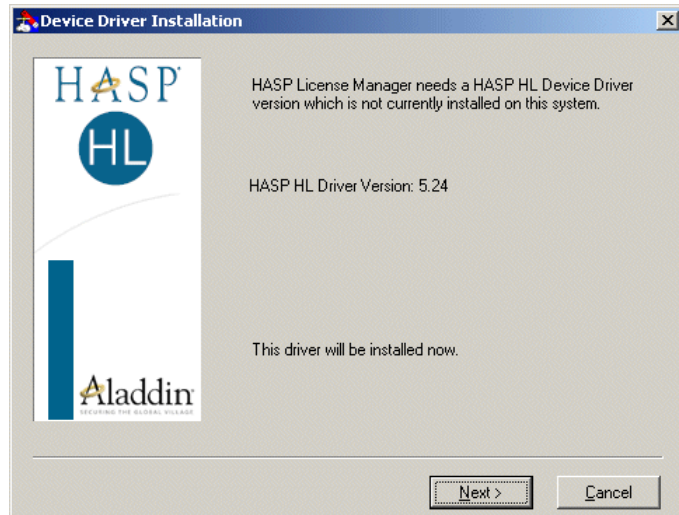 Device Driver Installation
HASP
HL
HASP License Manager needs a HASP HL Device Driver
version which is not currently installed on this system.
HASP HL Driver Version: 5.24
This driver will be installed now.
Aladdin
SECURING THE GLOBAL VILLAGE
Next >
Cancel